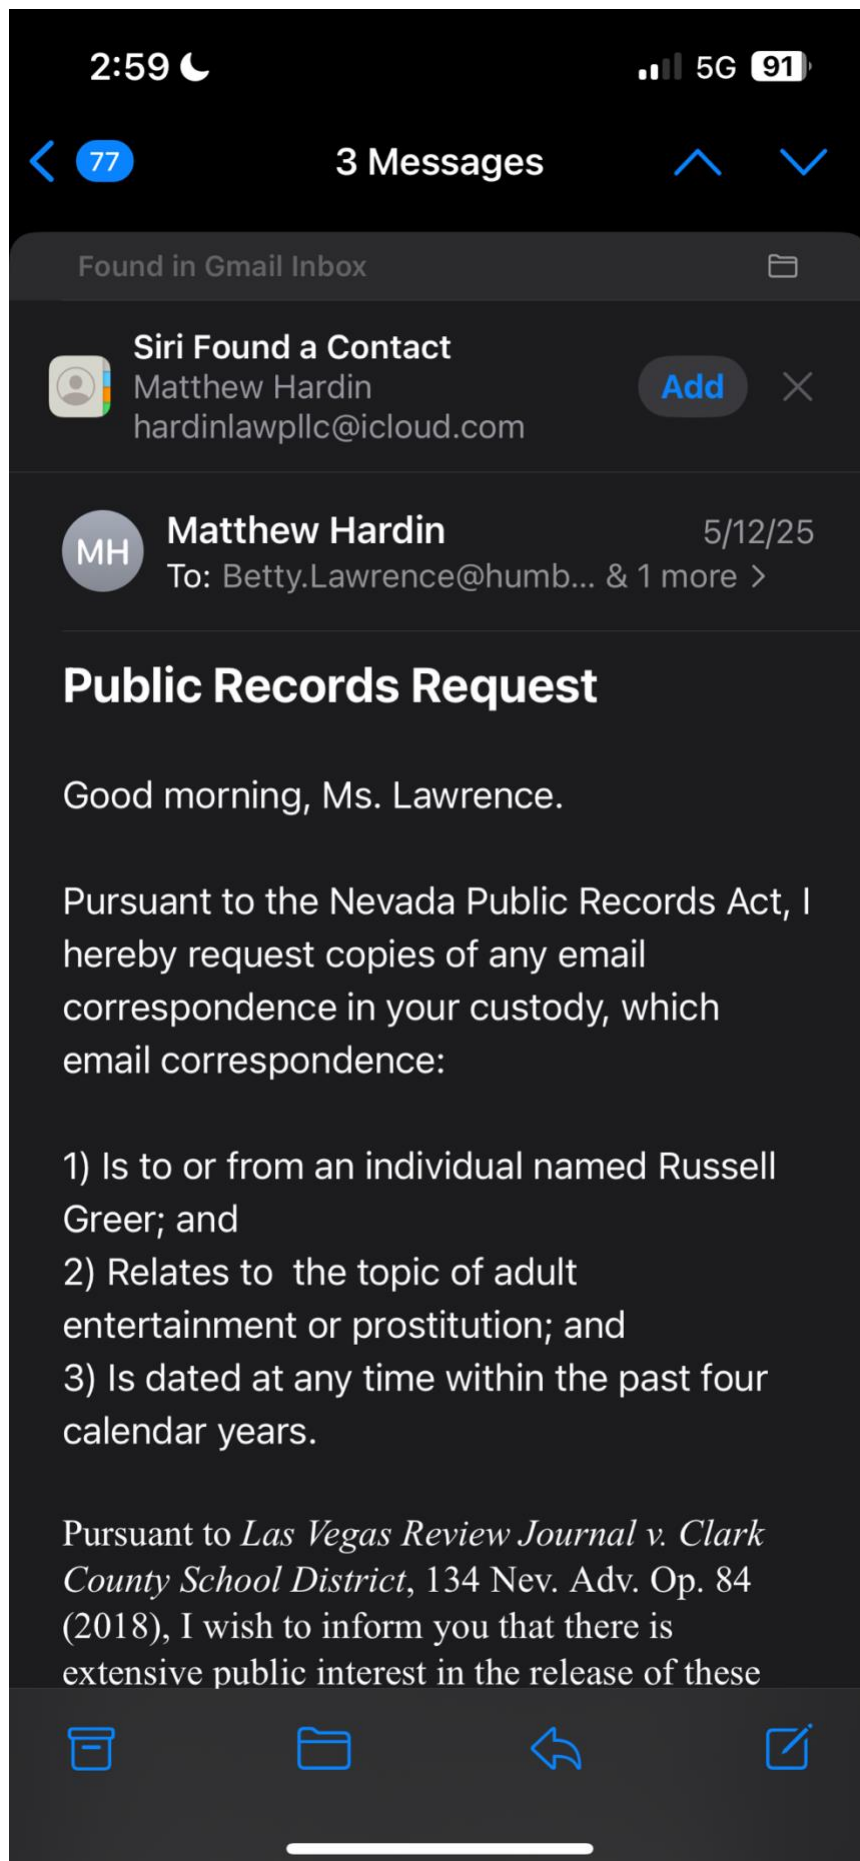 2:59
5G 91
77
3 Messages
Found in Gmail Inbox
Siri Found a Contact
Matthew Hardin
hardinlawpllc@icloud.com
Add
MH
Matthew Hardin
5/12/25
To: Betty.Lawrence@humb... & 1 more >
Public Records Request
Good morning, Ms. Lawrence.
Pursuant to the Nevada Public Records Act, I
hereby request copies of any email
correspondence in your custody, which
email correspondence:
1) Is to or from an individual named Russell
Greer; and
2) Relates to  the topic of adult
entertainment or prostitution; and
3) Is dated at any time within the past four
calendar years.
Pursuant to Las Vegas Review Journal v. Clark
County School District, 134 Nev. Adv. Op. 84
(2018), I wish to inform you that there is
extensive public interest in the release of these